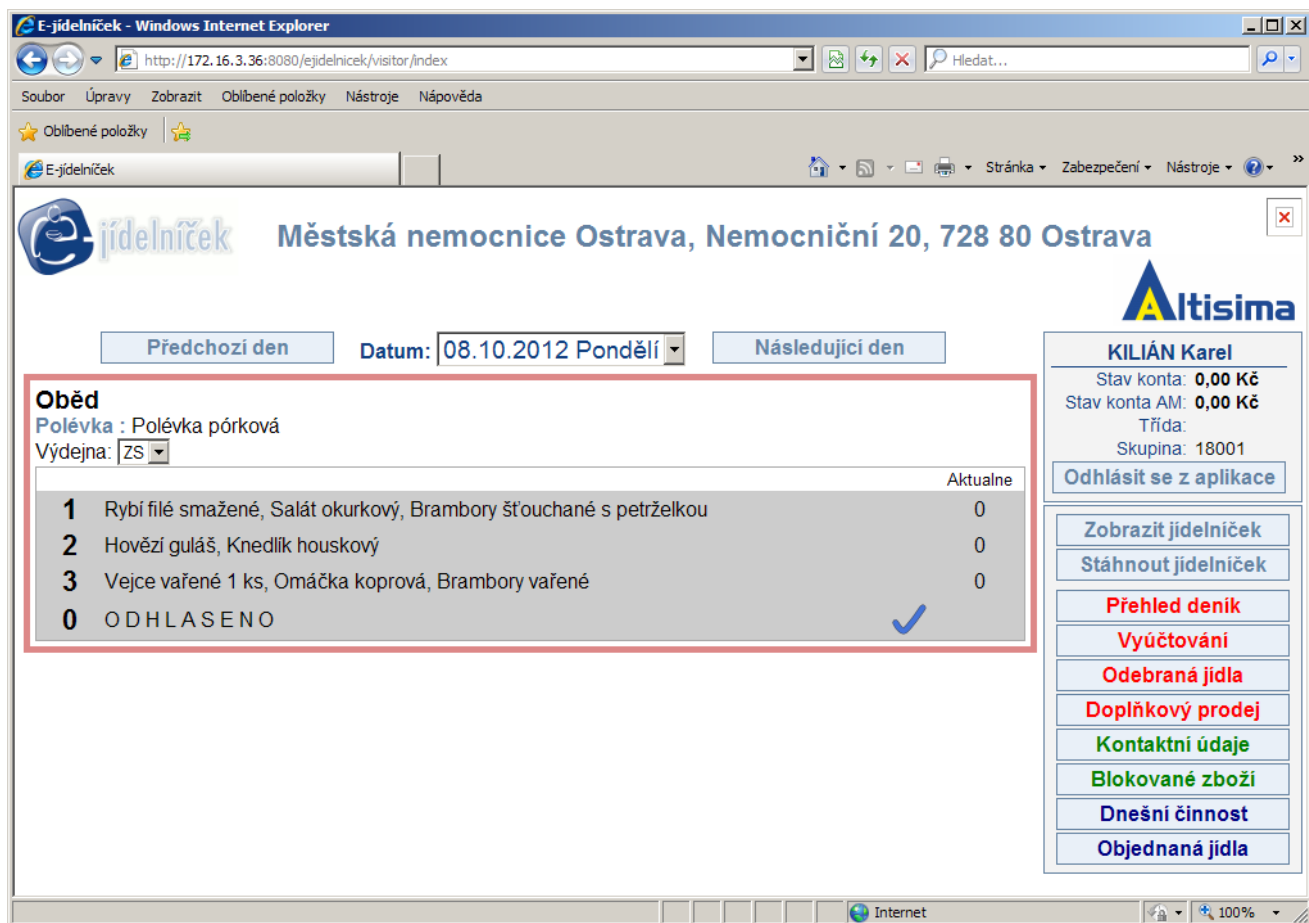 E-jídelníček - Windows Internet Explorer
http://172.16.3.36:8080/ejidelnicek/visitor/index
Hledat...
Soubor Úpravy Zobrazit Oblíbené položky Nástroje Nápověda
Oblíbené položky
E-jídelníček
Stránka Zabezpečení Nástroje »
e-jídelníček
Městská nemocnice Ostrava, Nemocniční 20, 728 80 Ostrava
Altisima
Předchozí den Datum: 08.10.2012 Pondělí Následující den
Oběd
Polévka : Polévka pórková
Výdejna: ZS
Aktualne
1 Rybí filé smažené, Salát okurkový, Brambory šťouchané s petrželkou 0
2 Hovězí guláš, Knedlík houskový 0
3 Vejce vařené 1 ks, Omáčka koprová, Brambory vařené 0
0 O D H L A S E N O
KILIÁN Karel
Stav konta: 0,00 Kč
Stav konta AM: 0,00 Kč
Třída:
Skupina: 18001
Odhlásit se z aplikace
Zobrazit jídelníček
Stáhnout jídelníček
Přehled deník
Vyúčtování
Odebraná jídla
Doplňkový prodej
Kontaktní údaje
Blokované zboží
Dnešní činnost
Objednaná jídla
Internet
100%